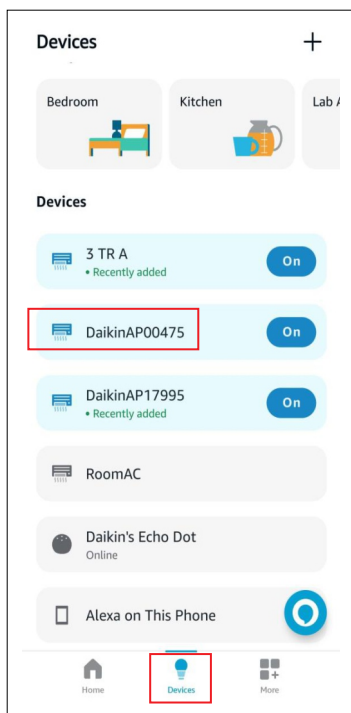 Devices
Bedroom
Kitchen
Lab
Devices
3 TR A
• Recently added
On
DaikinAP00475
On
DaikinAP17995
• Recently added
On
RoomAC
Daikin's Echo Dot
Online
Alexa on This Phone
Home
Devices
More